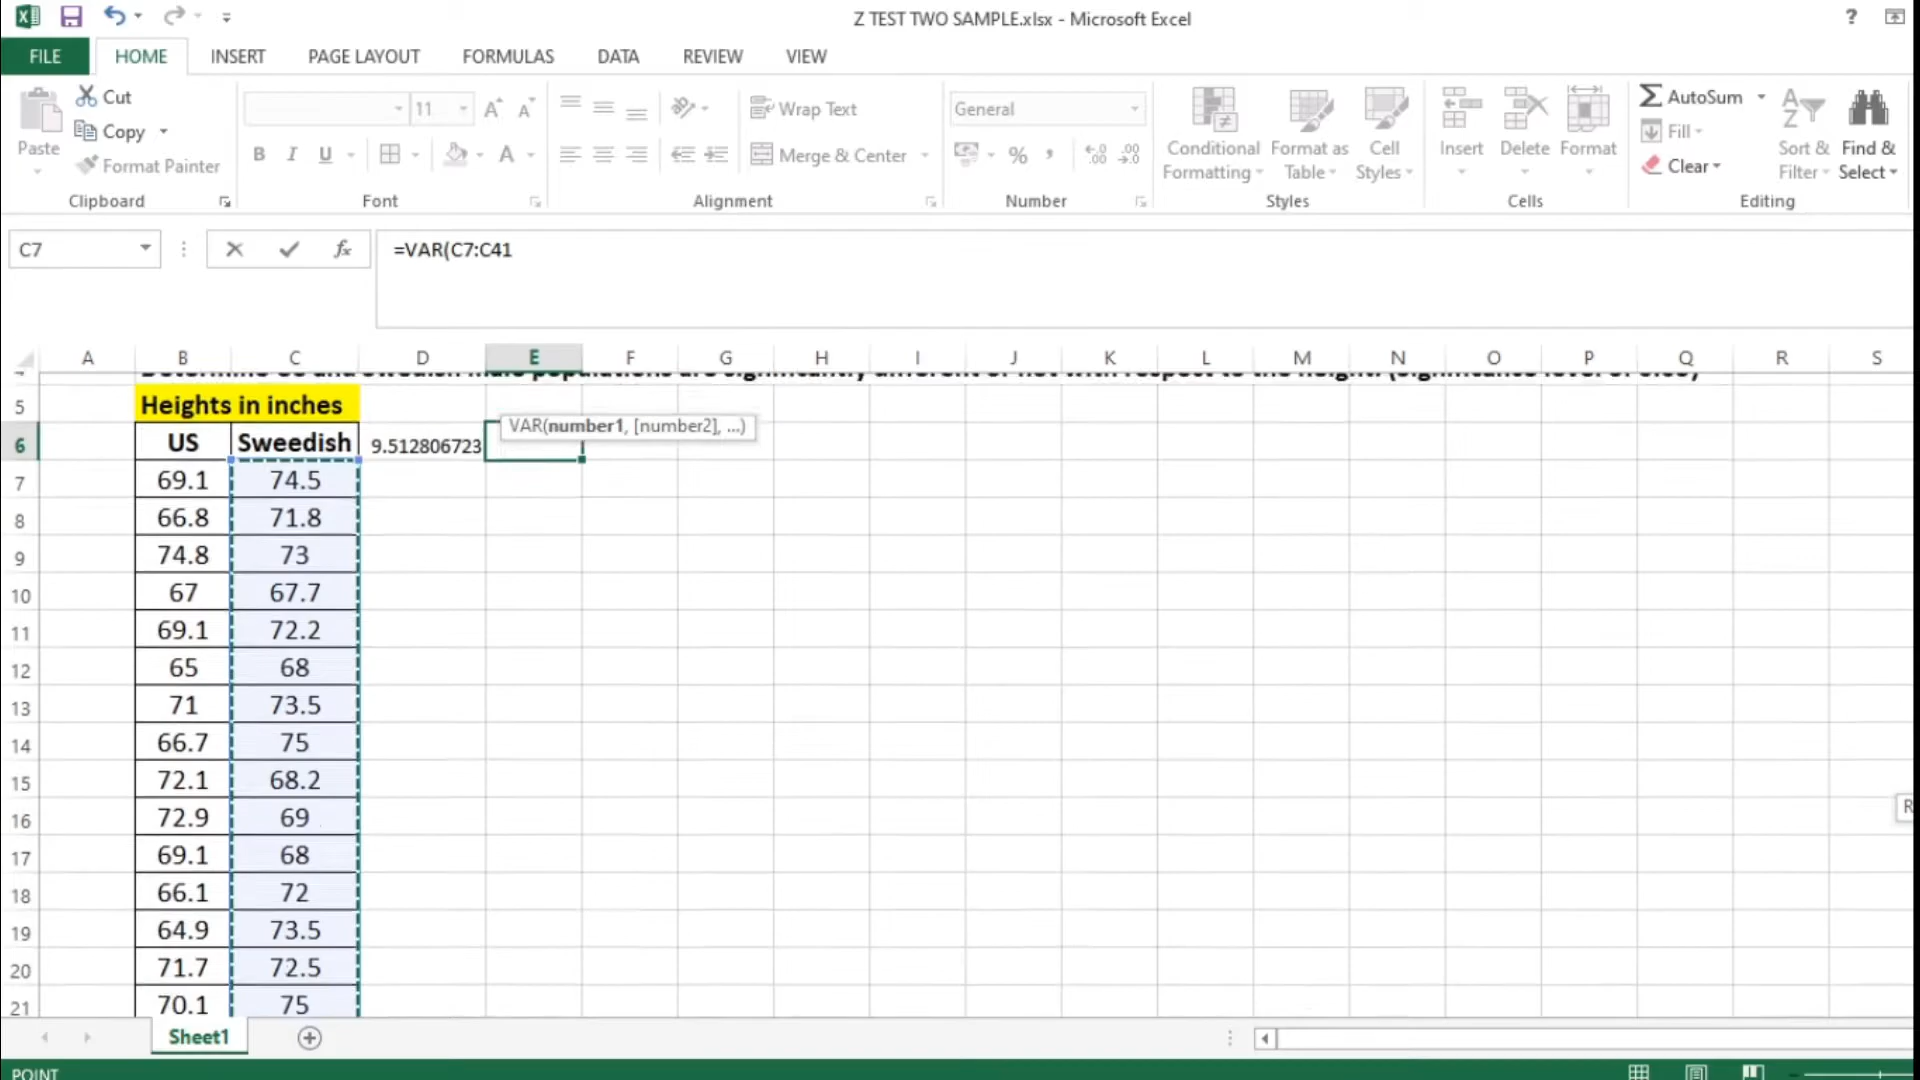 Z TEST TWO SAMPLE.xlsx - Microsoft Excel
?
FILE HOME INSERT PAGE LAYOUT FORMULAS DATA REVIEW VIEW
Paste
Cut
Copy
Format Painter
Clipboard
11
A A
B I U A
Font
Wrap Text
Merge & Center
Alignment
General
% ,
Number
Conditional Formatting
Format as Table
Cell Styles
Styles
Insert
Delete
Format
Cells
AutoSum
Fill
Clear
Sort & Filter
Find & Select
Editing
C7
fx
=VAR(C7:C41
A B C D E F G H I J K L M N O P Q R S
5 Heights in inches
VAR(number1, [number2], ...)
6 US Sweedish 9.512806723
7 69.1 74.5
8 66.8 71.8
9 74.8 73
10 67 67.7
11 69.1 72.2
12 65 68
13 71 73.5
14 66.7 75
15 72.1 68.2
16 72.9 69
17 69.1 68
18 66.1 72
19 64.9 73.5
20 71.7 72.5
21 70.1 75
Sheet1
POINT